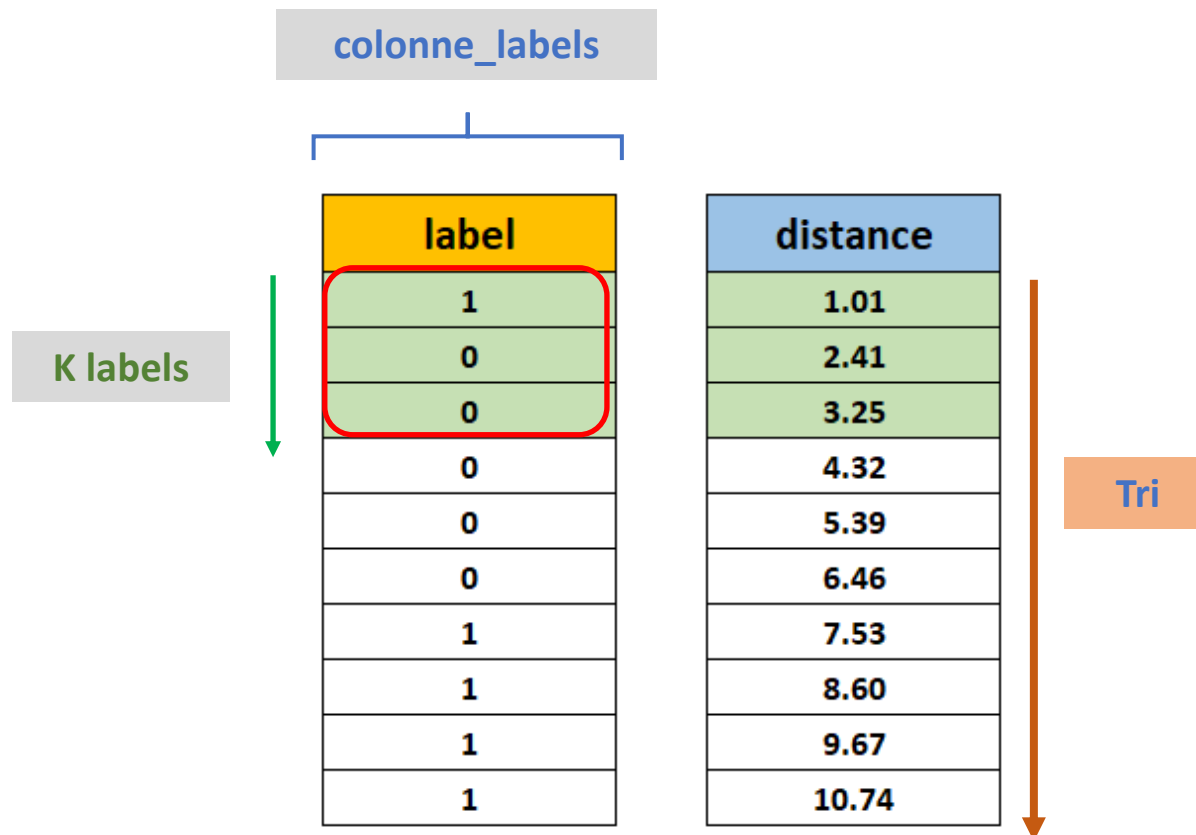 colonne_labels
label distance
1 1.01
0 2.41
K labels
0 3.25
0 4.32
Tri
0 5.39
0 6.46
1 7.53
1 8.60
1 9.67
1 10.74